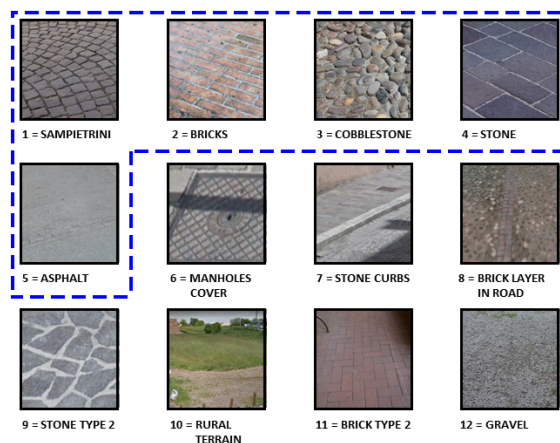 1 = SAMPIETRINI
2 = BRICKS
3 = COBBLESTONE
4 = STONE
5 = ASPHALT
6 = MANHOLES
COVER
7 = STONE CURBS
8 = BRICK LAYER
IN ROAD
9 = STONE TYPE 2
10 = RURAL
TERRAIN
11 = BRICK TYPE 2
12 = GRAVEL